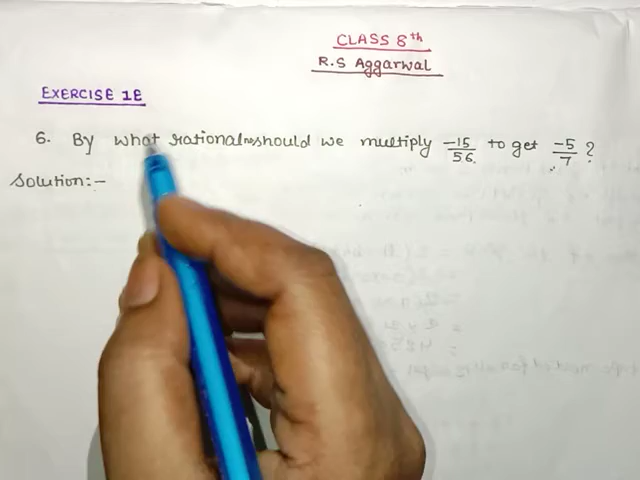 CLASS 8th
R.S Aggarwal
EXERCISE 1E
6. By what rational no should we multiply -15/56 to get -5/7 ?
Solution:-